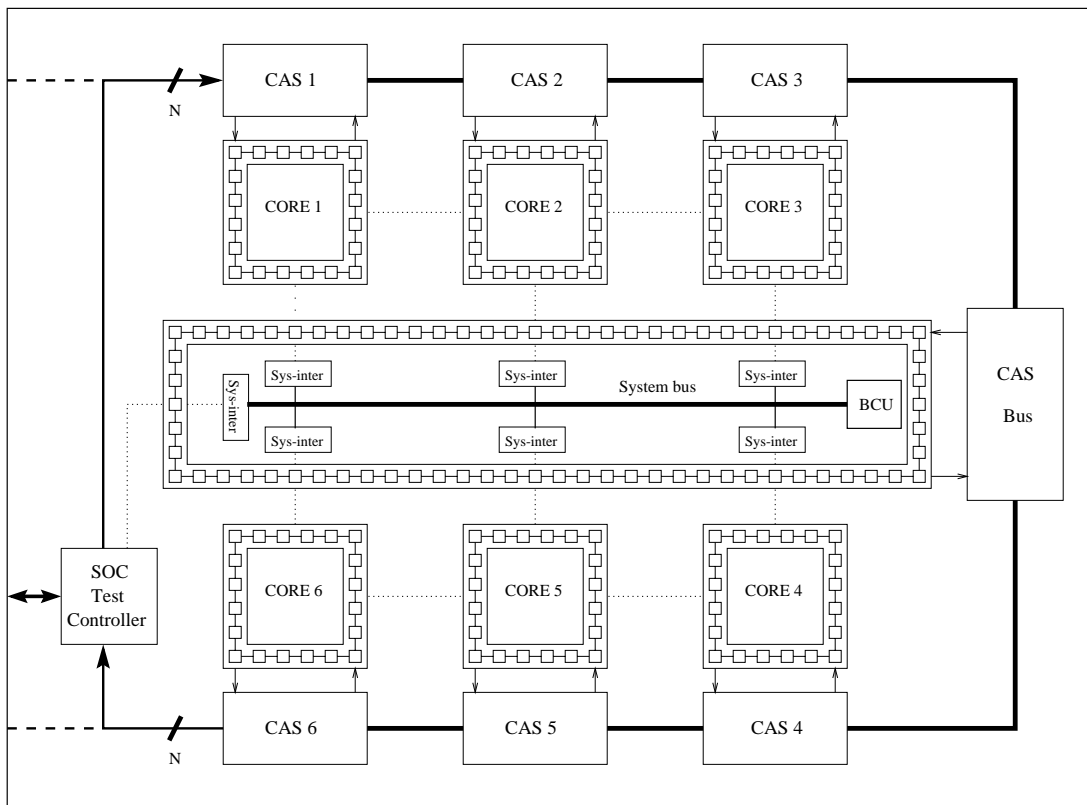 CAS 1
CAS 2
CAS 3
N
CORE 1
CORE 2
CORE 3
Sys-inter
Sys-inter
Sys-inter
Sys-inter
System bus
BCU
CAS
Bus
Sys-inter
Sys-inter
Sys-inter
SOC
Test
Controller
CORE 6
CORE 5
CORE 4
CAS 6
CAS 5
CAS 4
N